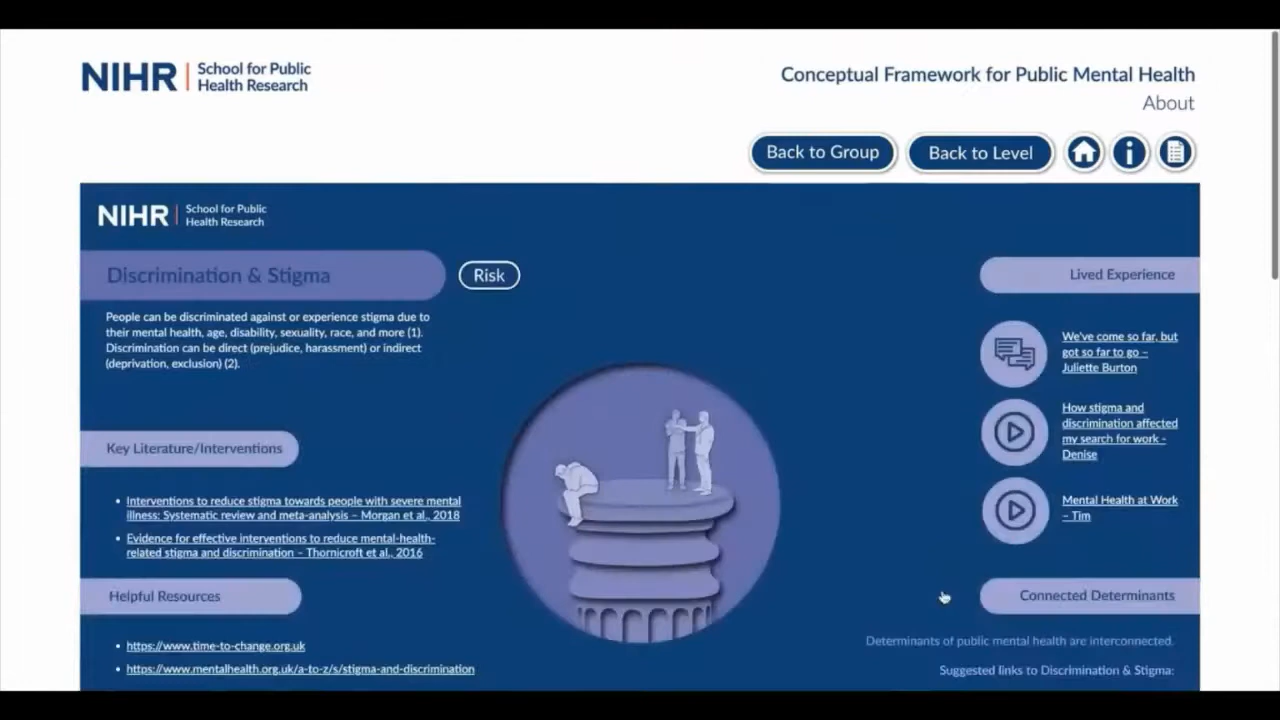 NIHR
School for Public
Health Research
Conceptual Framework for Public Mental Health
About
Back to Group
Back to Level
NIHR
School for Public
Health Research
Discrimination & Stigma
Risk
People can be discriminated against or experience stigma due to
their mental health, age, disability, sexuality, race, and more (1).
Discrimination can be direct (prejudice, harassment) or indirect
(deprivation, exclusion) (2).
Key Literature/Interventions
• Interventions to reduce stigma towards people with severe mental
illness: Systematic review and meta-analysis – Morgan et al., 2018
• Evidence for effective interventions to reduce mental-health-
related stigma and discrimination – Thornicroft et al., 2016
Helpful Resources
• https://www.time-to-change.org.uk
• https://www.mentalhealth.org.uk/a-to-z/s/stigma-and-discrimination
Lived Experience
We've come so far, but
got so far to go –
Juliette Burton
How stigma and
discrimination affected
my search for work -
Denise
Mental Health at Work
– Tim
Connected Determinants
Determinants of public mental health are interconnected.
Suggested links to Discrimination & Stigma: